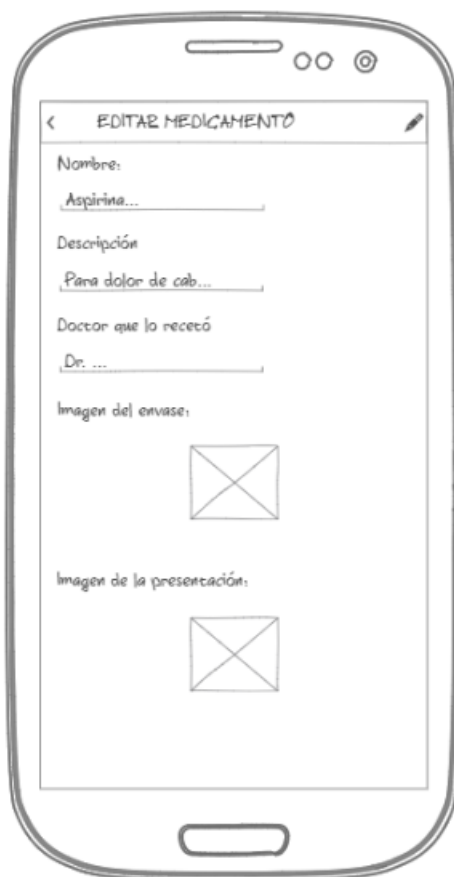 EDITAR MEDICAMENTO
Nombre:
Aspirina...
Descripción
Para dolor de cab...
Doctor que lo recetó
Dr. ...
Imagen del envase:
Imagen de la presentación: